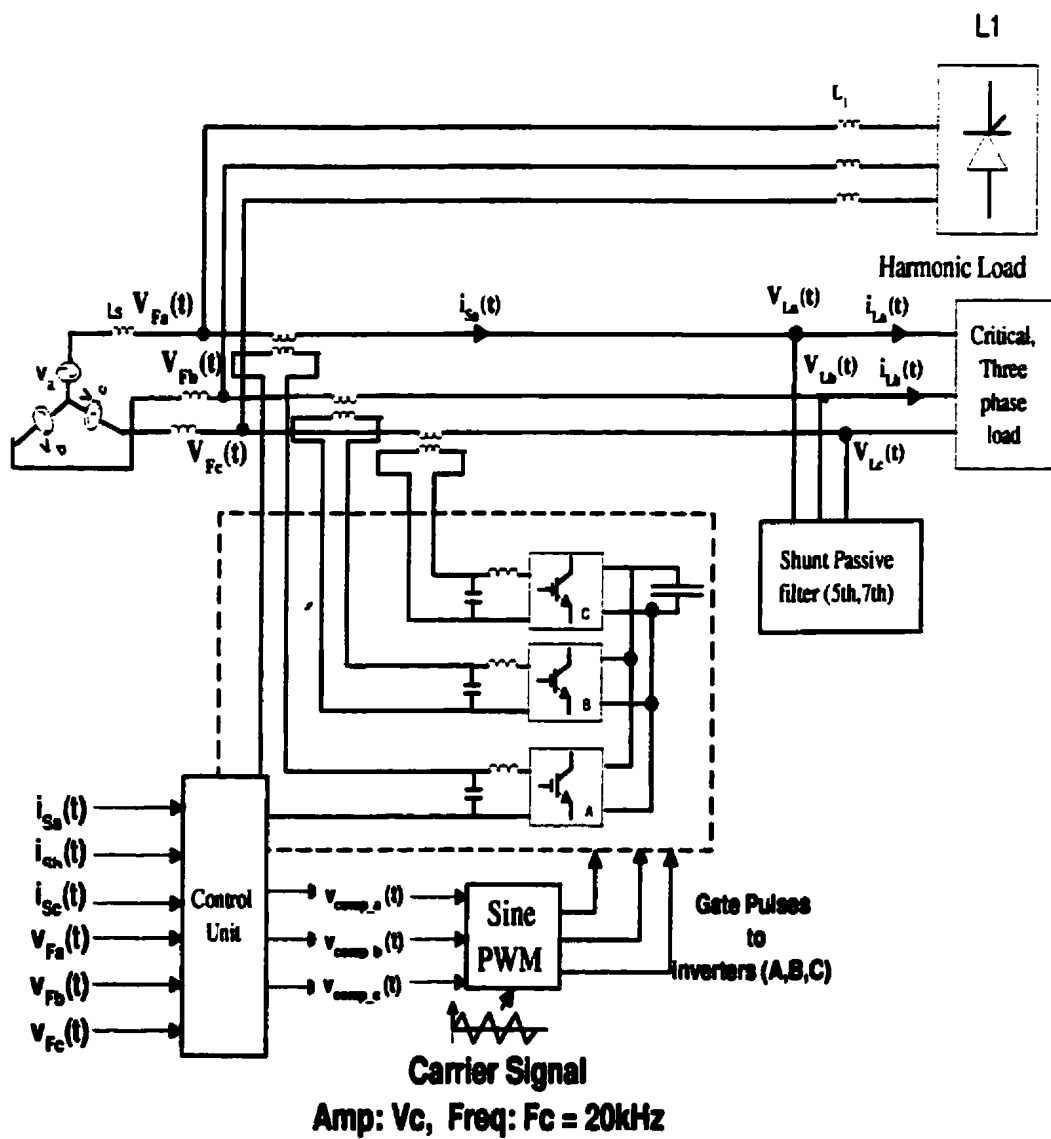 L1
L1
Harmonic Load
Ls
VFa(t)
iSa(t)
VLa(t)
iLa(t)
Critical,
Three
phase
load
VFb(t)
VLb(t)
iLb(t)
Va
VFc(t)
VLc(t)
Shunt Passive
filter (5th,7th)
C
B
A
iSa(t)
iSb(t)
iSc(t)
vFa(t)
vFb(t)
vFc(t)
Control
Unit
vcomp_a(t)
vcomp_b(t)
vcomp_c(t)
Sine
PWM
Gate Pulses
to
inverters (A,B,C)
Carrier Signal
Amp: Vc, Freq: Fc = 20kHz